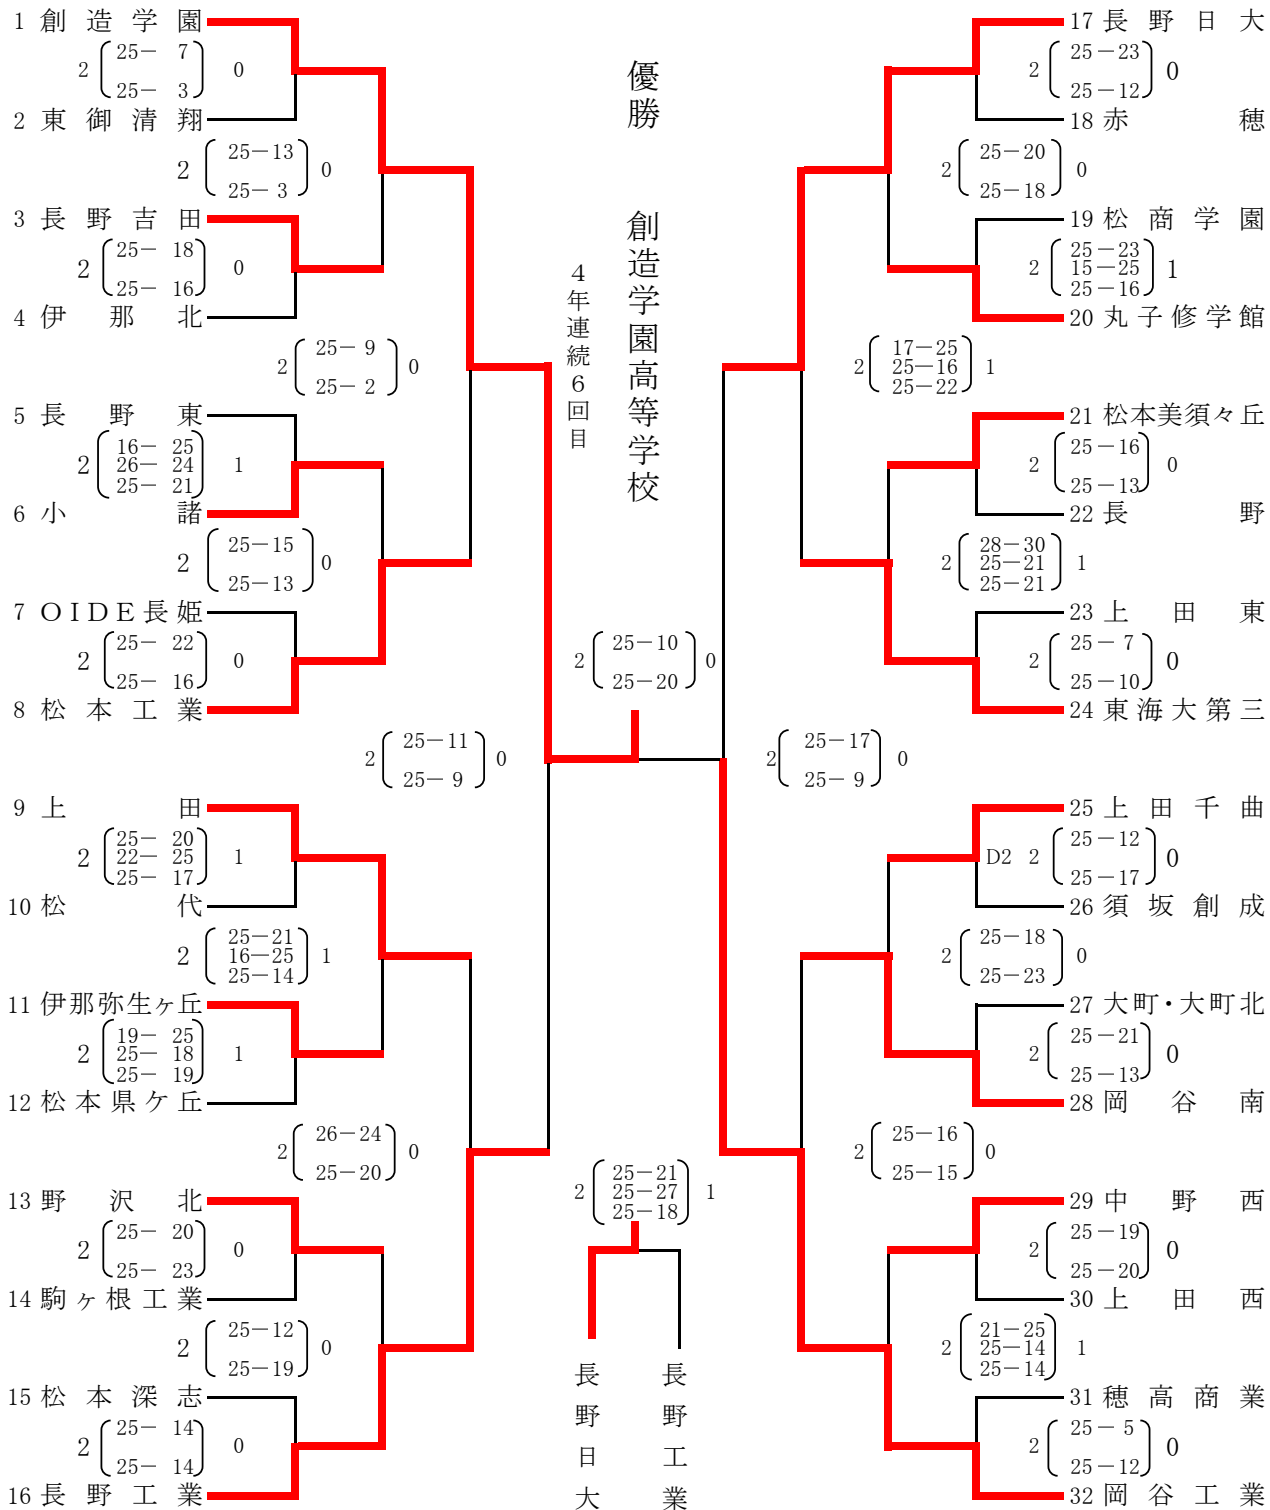 1 創造学園
2 (25－ 7 25－ 3) 0
2 東御清翔
2 (25－13 25－ 3) 0
3 長野吉田
2 (25－ 18 25－ 16) 0
4 伊那北
2 (25－ 9 25－ 2) 0
5 長野東
2 (16－ 25 26－ 24 25－ 21) 1
6 小諸
2 (25－15 25－13) 0
7 OIDE長姫
2 (25－ 22 25－ 16) 0
8 松本工業
2 (25－11 25－ 9) 0
9 上田
2 (25－ 20 22－ 25 25－ 17) 1
10 松代
2 (25－21 16－25 25－14) 1
11 伊那弥生ヶ丘
2 (19－ 25 25－ 18 25－ 19) 1
12 松本県ケ丘
2 (26－24 25－20) 0
13 野沢北
2 (25－ 20 25－ 23) 0
14 駒ヶ根工業
2 (25－12 25－19) 0
15 松本深志
2 (25－ 14 25－ 14) 0
16 長野工業
優勝 創造学園高等学校
4年連続6回目
2 (25－10 25－20) 0
2 (25－21 25－27 25－18) 1
長野日大
長野工業
17 長野日大
2 (25－23 25－12) 0
18 赤穂
2 (25－20 25－18) 0
19 松商学園
2 (25－23 15－25 25－16) 1
20 丸子修学館
2 (17－25 25－16 25－22) 1
21 松本美須々丘
2 (25－16 25－13) 0
22 長野
2 (28－30 25－21 25－21) 1
23 上田東
2 (25－ 7 25－10) 0
24 東海大第三
2 (25－17 25－ 9) 0
25 上田千曲
D2 2 (25－12 25－17) 0
26 須坂創成
2 (25－18 25－23) 0
27 大町・大町北
2 (25－21 25－13) 0
28 岡谷南
2 (25－16 25－15) 0
29 中野西
2 (25－19 25－20) 0
30 上田西
2 (21－25 25－14 25－14) 1
31 穂高商業
2 (25－ 5 25－12) 0
32 岡谷工業